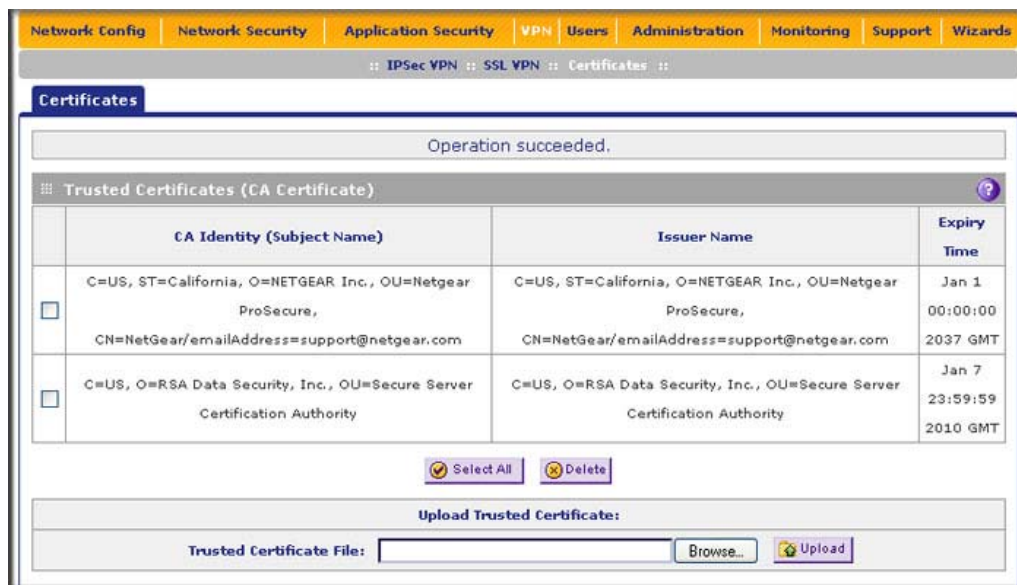 Network Config Network Security Application Security VPN Users Administration Monitoring Support Wizards
:: IPSec VPN :: SSL VPN :: Certificates ::
Certificates
Operation succeeded.
Trusted Certificates (CA Certificate)
?
CA Identity (Subject Name)
Issuer Name
Expiry
Time
C=US, ST=California, O=NETGEAR Inc., OU=Netgear
ProSecure,
CN=NetGear/emailAddress=support@netgear.com
C=US, ST=California, O=NETGEAR Inc., OU=Netgear
ProSecure,
CN=NetGear/emailAddress=support@netgear.com
Jan 1
00:00:00
2037 GMT
C=US, O=RSA Data Security, Inc., OU=Secure Server
Certification Authority
C=US, O=RSA Data Security, Inc., OU=Secure Server
Certification Authority
Jan 7
23:59:59
2010 GMT
Select All
Delete
Upload Trusted Certificate:
Trusted Certificate File: Browse... Upload